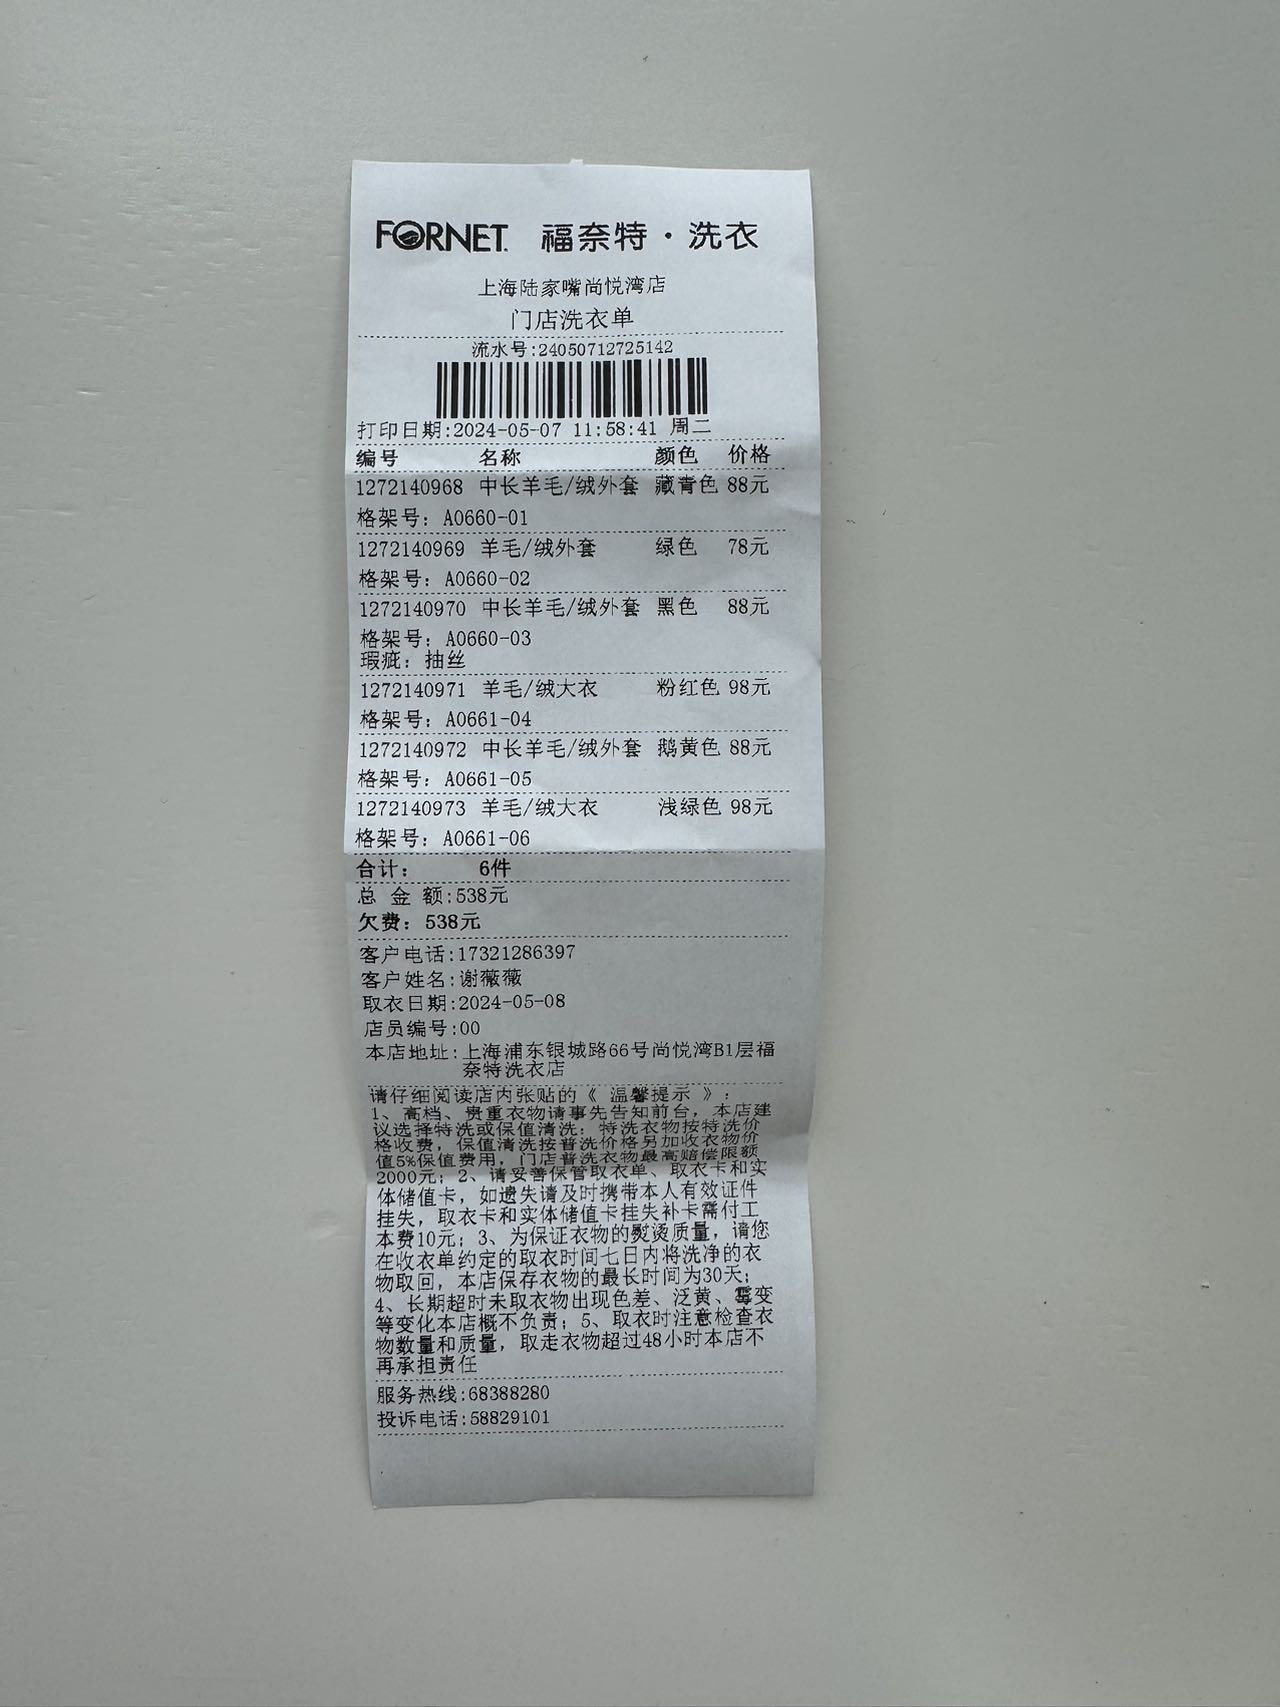 FORNET 福奈特·洗衣
上海陆家嘴尚悦湾店
门店洗衣单
流水号:24050712725142
打印日期:2024-05-07 11:58:41 周二
编号 名称 颜色 价格
1272140968 中长羊毛/绒外套 藏青色 88元
格架号: A0660-01
1272140969 羊毛/绒外套 绿色 78元
格架号: A0660-02
1272140970 中长羊毛/绒外套 黑色 88元
格架号: A0660-03
瑕疵: 抽丝
1272140971 羊毛/绒大衣 粉红色 98元
格架号: A0661-04
1272140972 中长羊毛/绒外套 鹅黄色 88元
格架号: A0661-05
1272140973 羊毛/绒大衣 浅绿色 98元
格架号: A0661-06
合计: 6件
总 金 额:538元
欠费: 538元
客户电话:17321286397
客户姓名:谢薇薇
取衣日期:2024-05-08
店员编号:00
本店地址:上海浦东银城路66号尚悦湾B1层福
奈特洗衣店
请仔细阅读店内张贴的《 温馨提示 》:
1、高档、贵重衣物请事先告知前台，本店建
议选择特洗或保值清洗; 特洗衣物按特洗价
格收费，保值清洗按普洗价格另加收衣物价
值5%保值费用，门店普洗衣物最高赔偿限额
2000元; 2、请妥善保管取衣单、取衣卡和实
体储值卡，如遗失请及时携带本人有效证件
挂失，取衣卡和实体储值卡挂失补卡需付工
本费10元; 3、为保证衣物的熨烫质量，请您
在收衣单约定的取衣时间七日内将洗净的衣
物取回，本店保存衣物的最长时间为30天;
4、长期超时未取衣物出现色差、泛黄、霉变
等变化本店概不负责; 5、取衣时注意检查衣
物数量和质量，取走衣物超过48小时本店不
再承担责任
服务热线:68388280
投诉电话:58829101